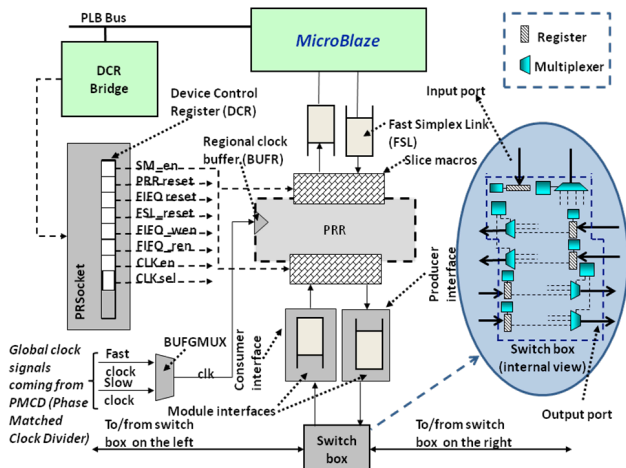 PLB Bus
MicroBlaze
DCR
Bridge
Register
Multiplexer
Device Control
Register (DCR)
Regional clock
buffer (BUFR)
Fast Simplex Link
(FSL)
Slice macros
Input port
SM_en
PRR reset
FIFO reset
FSL_reset
FIFO_wen
FIFO_ren
CLK en
CLK sel
PRSocket
PRR
Producer
interface
Consumer
interface
BUFGMUX
Global clock
signals
coming from
PMCD (Phase
Matched
Clock Divider)
Fast
clock
Slow
clock
clk
Module interfaces
Switch box
(internal view)
Output port
To/from switch
box on the left
Switch
box
To/from switch
box on the right